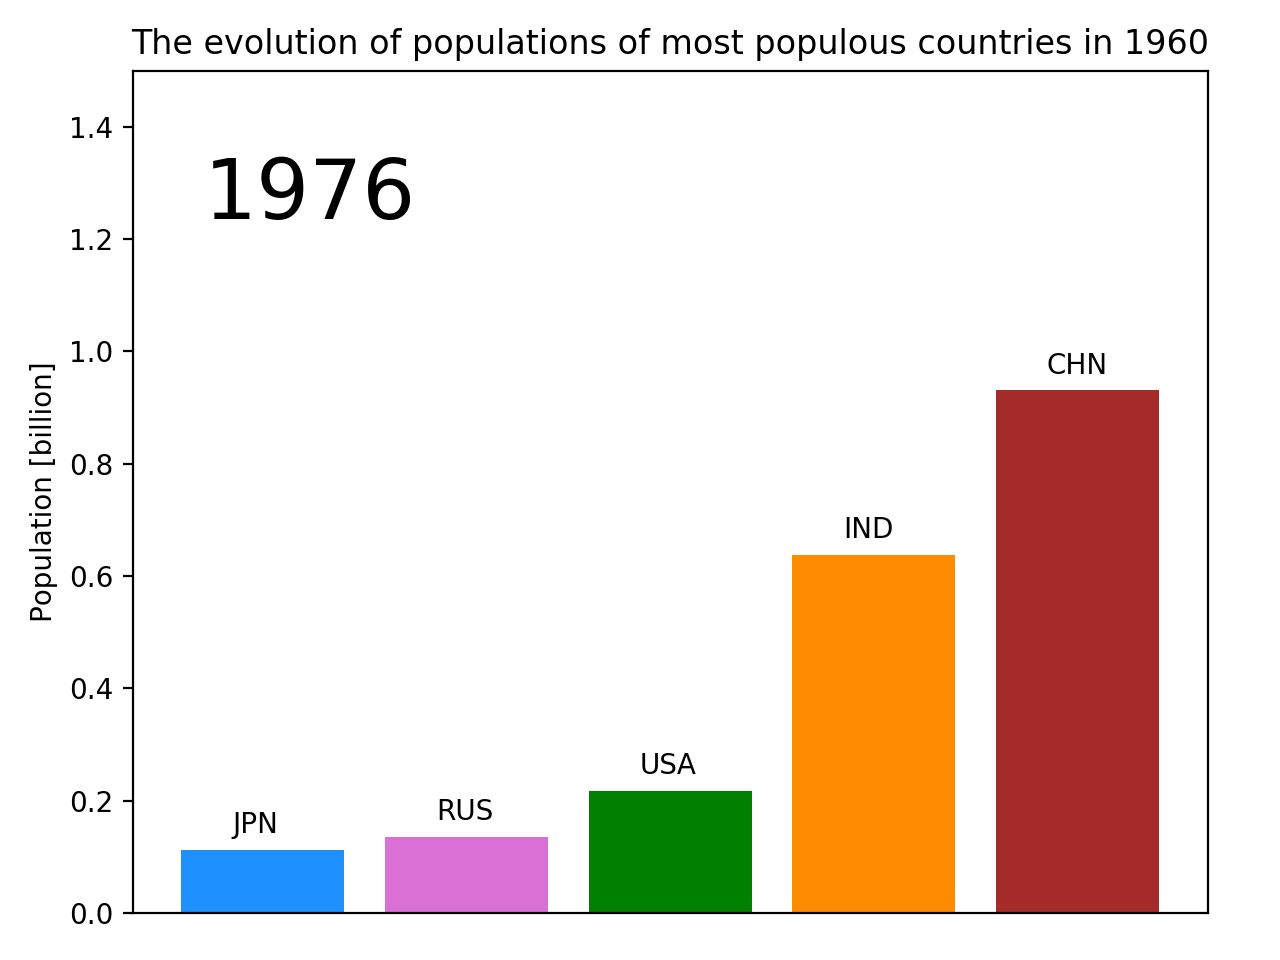 The evolution of populations of most populous countries in 1960
1976
Population [billion]
1.4
1.2
1.0
0.8
0.6
0.4
0.2
0.0
JPN
RUS
USA
IND
CHN